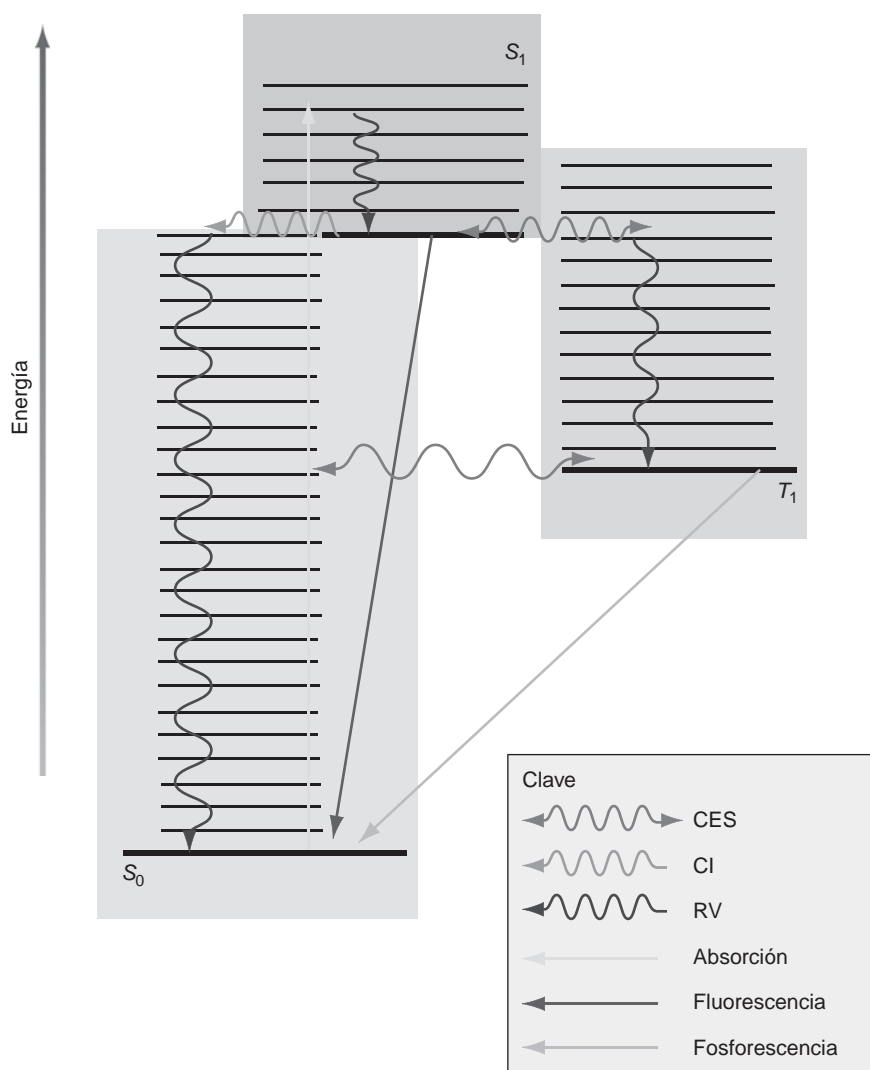 S₁
Energía
T₁
S₀
Clave
CES
CI
RV
Absorción
Fluorescencia
Fosforescencia